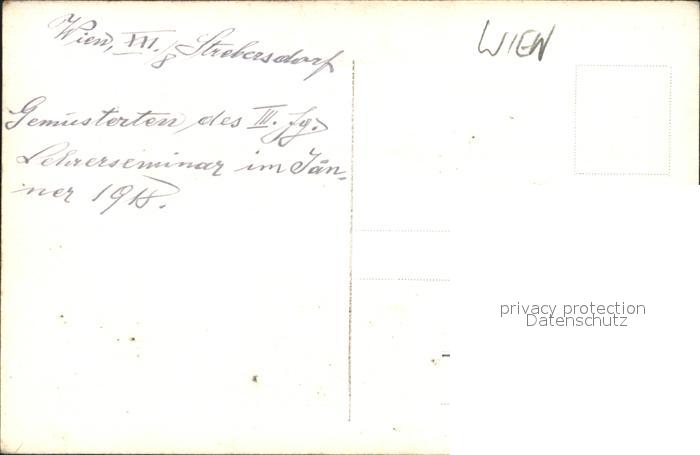 Wien, XXI./8 Strebersdorf
WIEN
Gemusterten des III. Jg.
Lehrerseminar im Jän-
ner 1918.
privacy protection
Datenschutz